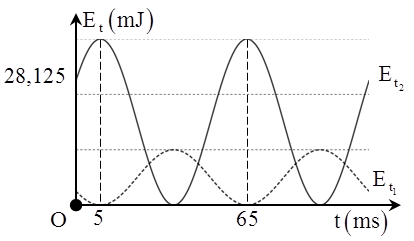 E_t (mJ)
28,125
E_t₂
E_t₁
O 5 65 t (ms)